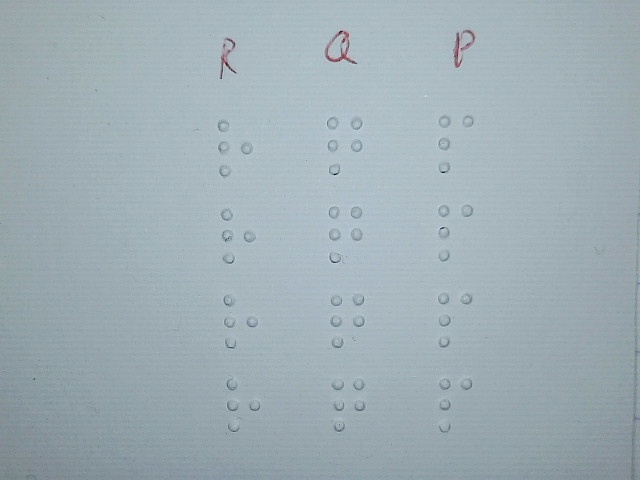 R Q P
⠗ ⠟ ⠏
⠗ ⠟ ⠏
⠗ ⠟ ⠏
⠗ ⠟ ⠏